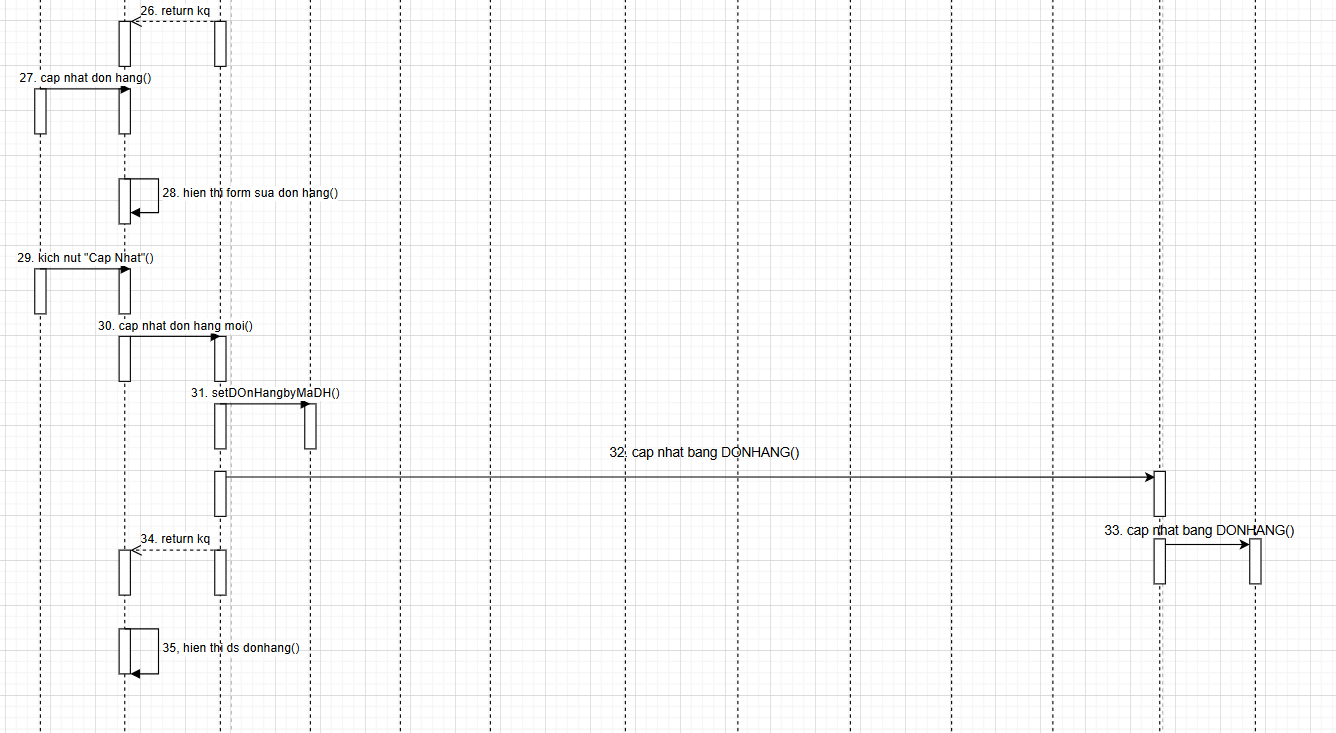 26. return kq
27. cap nhat don hang()
28. hien thi form sua don hang()
29. kich nut "Cap Nhat"()
30. cap nhat don hang moi()
31. setDOnHangbyMaDH()
32. cap nhat bang DONHANG()
33. cap nhat bang DONHANG()
34. return kq
35, hien thi ds donhang()